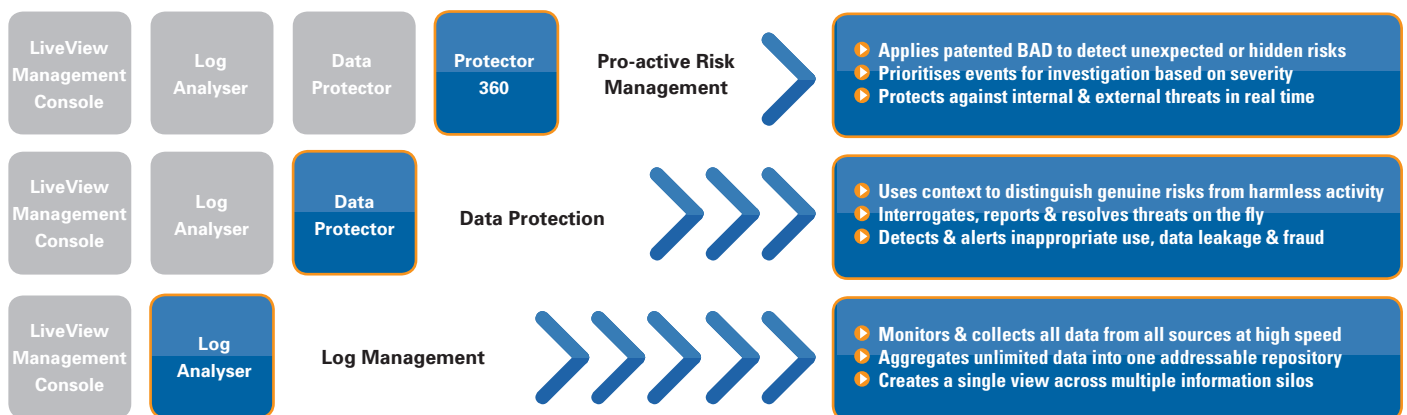 LiveView
Management
Console
Log
Analyser
Data
Protector
Protector
360
Pro-active Risk
Management
Applies patented BAD to detect unexpected or hidden risks
Prioritises events for investigation based on severity
Protects against internal & external threats in real time
LiveView
Management
Console
Log
Analyser
Data
Protector
Data Protection
Uses context to distinguish genuine risks from harmless activity
Interrogates, reports & resolves threats on the fly
Detects & alerts inappropriate use, data leakage & fraud
LiveView
Management
Console
Log
Analyser
Log Management
Monitors & collects all data from all sources at high speed
Aggregates unlimited data into one addressable repository
Creates a single view across multiple information silos